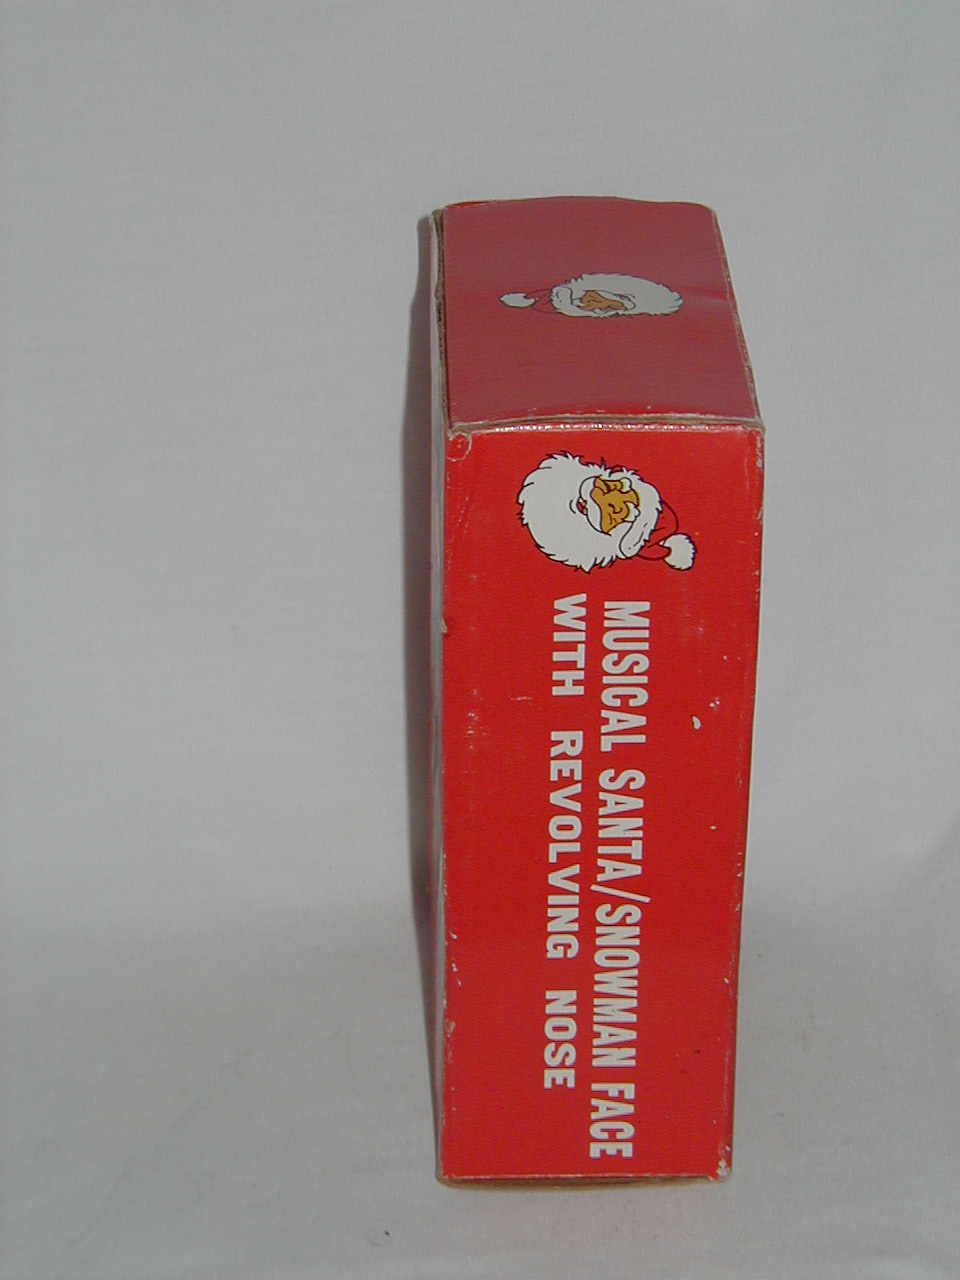 MUSICAL SANTA/SNOWMAN FACE
WITH REVOLVING NOSE